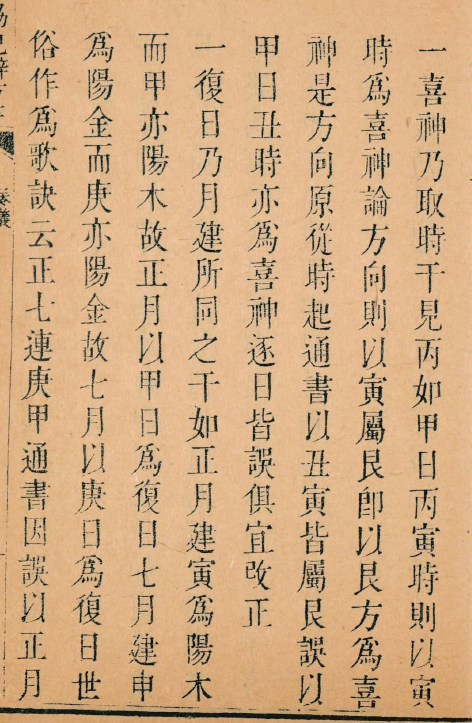 一喜神乃取時干見丙如甲日丙寅時則以寅
時爲喜神論方向則以寅屬艮卽以艮方爲喜
神是方向原從時起通書以丑寅皆屬艮誤以
甲日丑時亦爲喜神逐日皆誤俱宜改正
一復日乃月建所同之干如正月建寅爲陽木
而甲亦陽木故正月以甲日爲復日七月建申
爲陽金而庚亦陽金故七月以庚日爲復日世
俗作爲歌訣云正七連庚甲通書因誤以正月
奏議